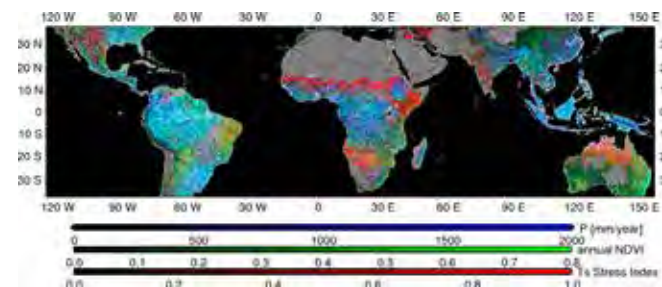 120 W 90 W 60 W 30 W 0 30 E 60 E 90 E 120 E 150 E
30 N
20 N
10 N
0
10 S
20 S
30 S
120 W 90 W 60 W 30 W 0 30 E 60 E 90 E 120 E 150 E
P [mm/year]
0 500 1000 1500 2000
annual NDVI
0.0 0.1 0.2 0.3 0.4 0.5 0.6 0.7 0.8
Ts Stress Index
0.0 0.2 0.4 0.6 0.8 1.0